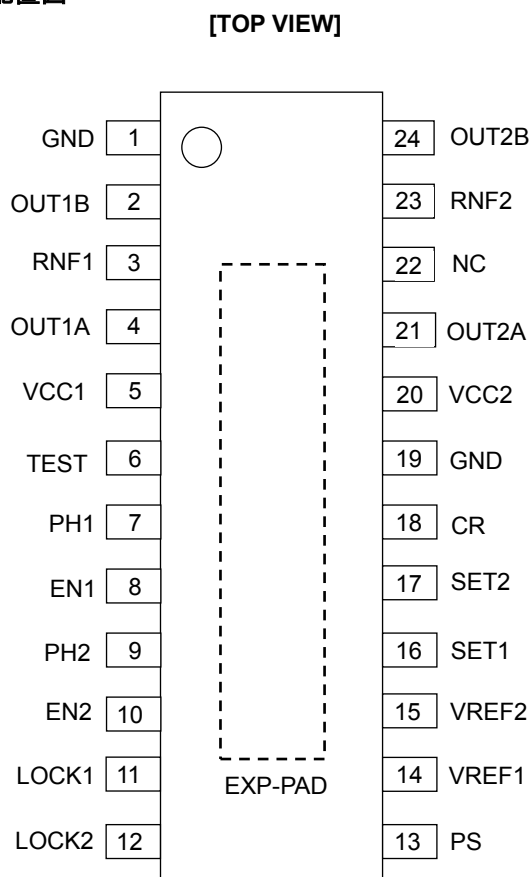 [TOP VIEW]
GND 1 24 OUT2B
OUT1B 2 23 RNF2
RNF1 3 22 NC
OUT1A 4 21 OUT2A
VCC1 5 20 VCC2
TEST 6 19 GND
PH1 7 18 CR
EN1 8 17 SET2
PH2 9 16 SET1
EN2 10 15 VREF2
LOCK1 11 14 VREF1
EXP-PAD
LOCK2 12 13 PS